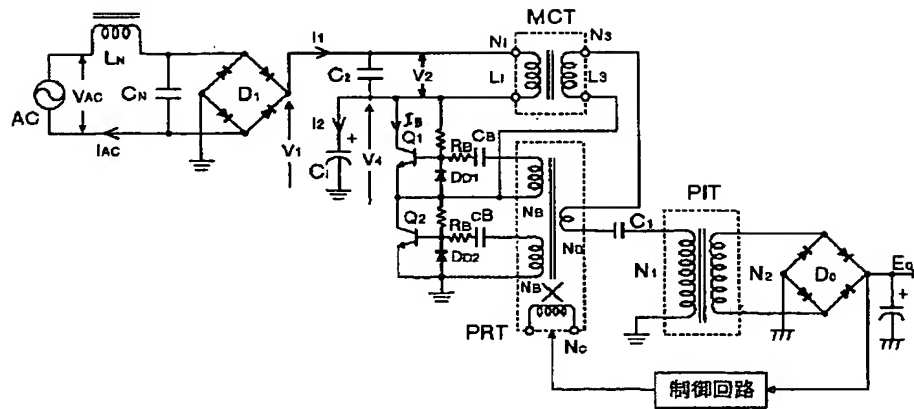 MCT
I1
N1
N3
LN
C2
V2
L1
L3
VAC
CN
D1
AC
I2
IB
Q1
CB
RB
IAC
V1
Ci
V4
DD1
PIT
NB
C1
Q2
RB
CB
ND
N1
N2
D0
E0
DD2
NB
PRT
NC
制御回路